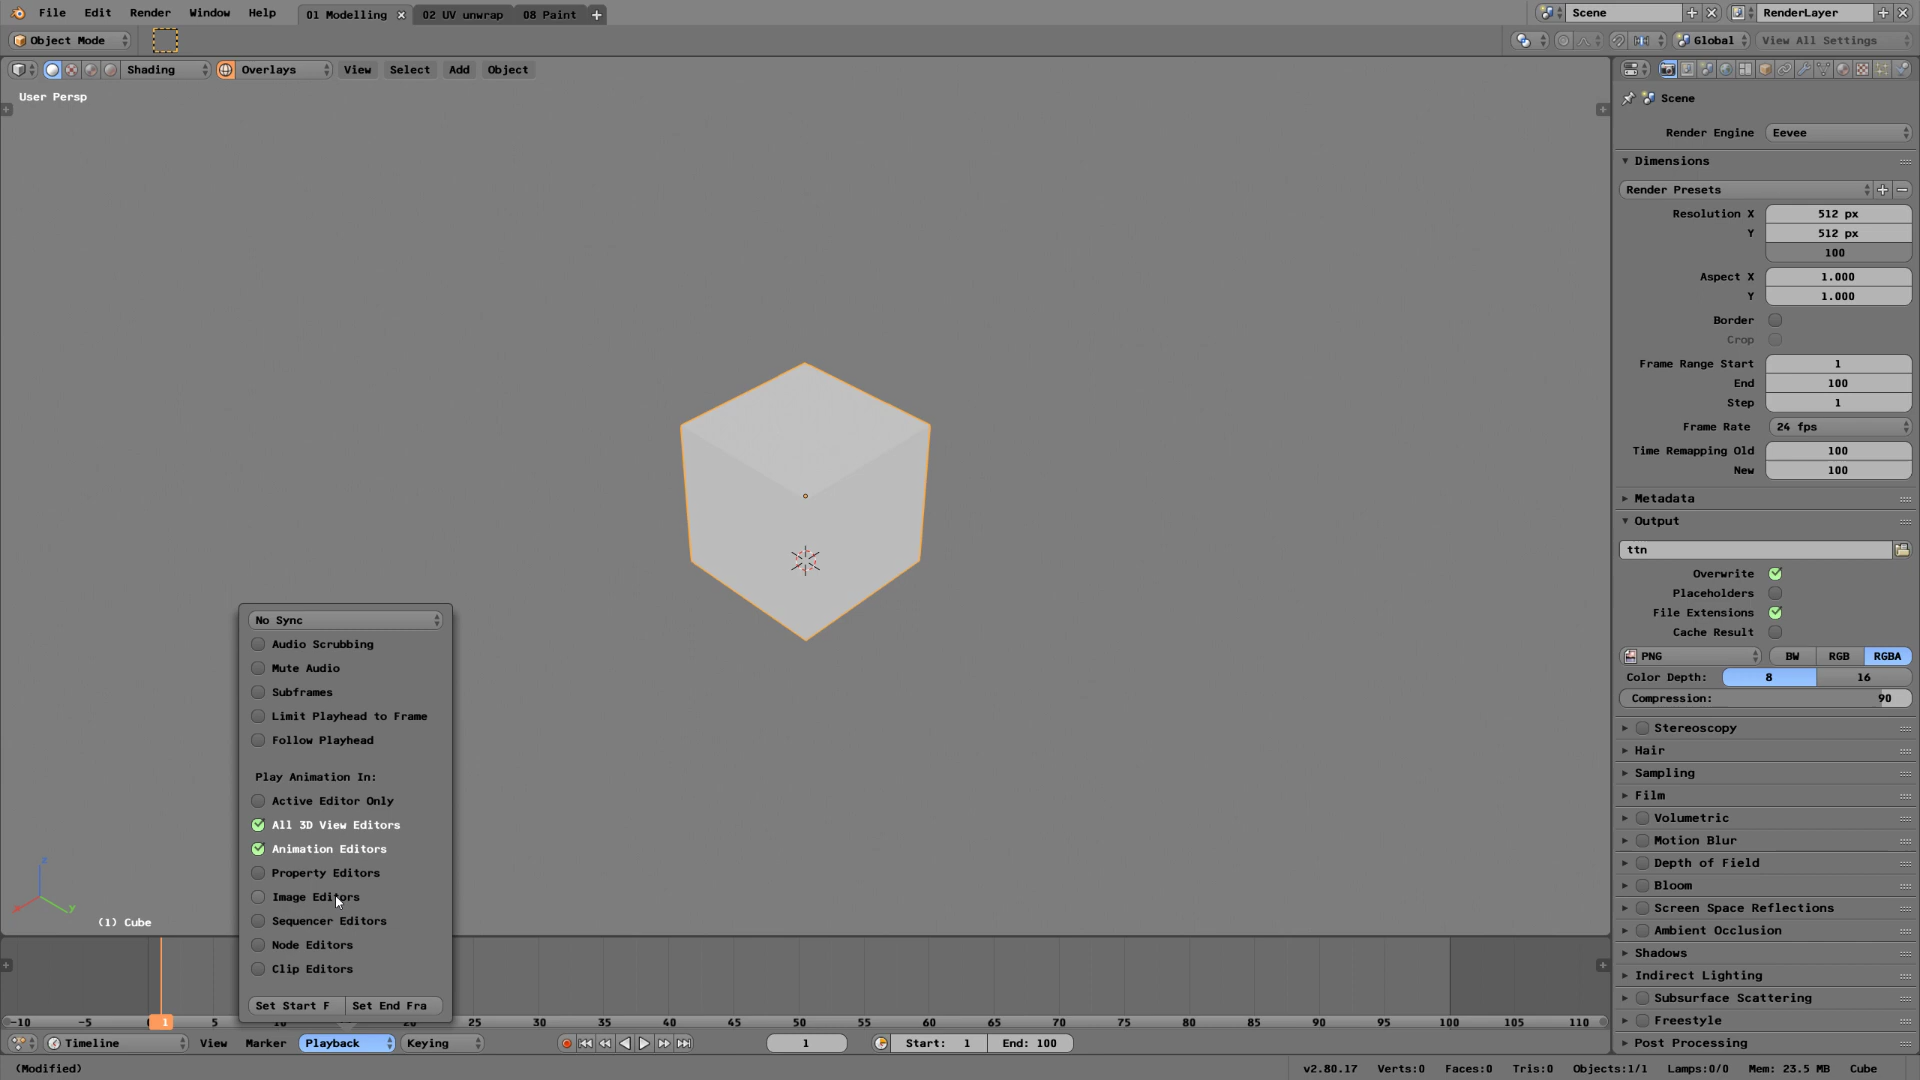 File Edit Render Window Help 01 Modelling 02 UV unwrap 08 Paint Scene RenderLayer
Object Mode Global View All Settings
Shading Overlays View Select Add Object
User Persp
Scene
Render Engine Eevee
Dimensions
Render Presets
Resolution X 512 px
Y 512 px
100
Aspect X 1.000
Y 1.000
Border
Crop
Frame Range Start 1
End 100
Step 1
Frame Rate 24 fps
Time Remapping Old 100
New 100
Metadata
Output
ttn
Overwrite
Placeholders
File Extensions
Cache Result
PNG BW RGB RGBA
Color Depth: 8 16
Compression: 90
Stereoscopy
Hair
Sampling
Film
Volumetric
Motion Blur
Depth of Field
Bloom
Screen Space Reflections
Ambient Occlusion
Shadows
Indirect Lighting
Subsurface Scattering
Freestyle
Post Processing
No Sync
Audio Scrubbing
Mute Audio
Subframes
Limit Playhead to Frame
Follow Playhead
Play Animation In:
Active Editor Only
All 3D View Editors
Animation Editors
Property Editors
Image Editors
Sequencer Editors
Node Editors
Clip Editors
Set Start F Set End Fra
z
x y
(1) Cube
-10 -5 1 5 10 20 25 30 35 40 45 50 55 60 65 70 75 80 85 90 95 100 105 110
Timeline View Marker Playback Keying 1 Start: 1 End: 100
(Modified) v2.80.17 Verts:0 Faces:0 Tris:0 Objects:1/1 Lamps:0/0 Mem: 23.5 MB Cube